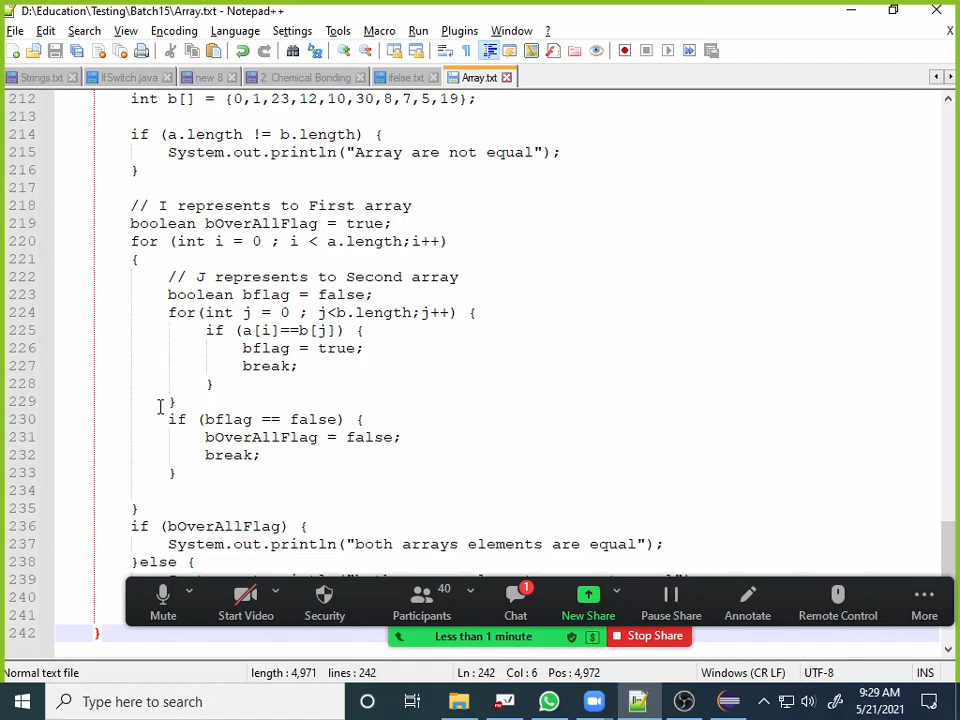 D:\Education\Testing\Batch15\Array.txt - Notepad++
File Edit Search View Encoding Language Settings Tools Macro Run Plugins Window ? X
Strings.txt IfSwitch.java new 8 2. Chemical Bonding ifelse.txt Array.txt
212 int b[] = {0,1,23,12,10,30,8,7,5,19};
213
214 if (a.length != b.length) {
215 System.out.println("Array are not equal");
216 }
217
218 // I represents to First array
219 boolean bOverAllFlag = true;
220 for (int i = 0 ; i < a.length;i++)
221 {
222 // J represents to Second array
223 boolean bflag = false;
224 for(int j = 0 ; j<b.length;j++) {
225 if (a[i]==b[j]) {
226 bflag = true;
227 break;
228 }
229 }
230 if (bflag == false) {
231 bOverAllFlag = false;
232 break;
233 }
234
235 }
236 if (bOverAllFlag) {
237 System.out.println("both arrays elements are equal");
238 }else {
239
240
241
242 }
Mute Start Video Security Participants 40 Chat 1 New Share Pause Share Annotate Remote Control More
Less than 1 minute Stop Share
Normal text file length : 4,971 lines : 242 Ln : 242 Col : 6 Pos : 4,972 Windows (CR LF) UTF-8 INS
Type here to search
9:29 AM
5/21/2021